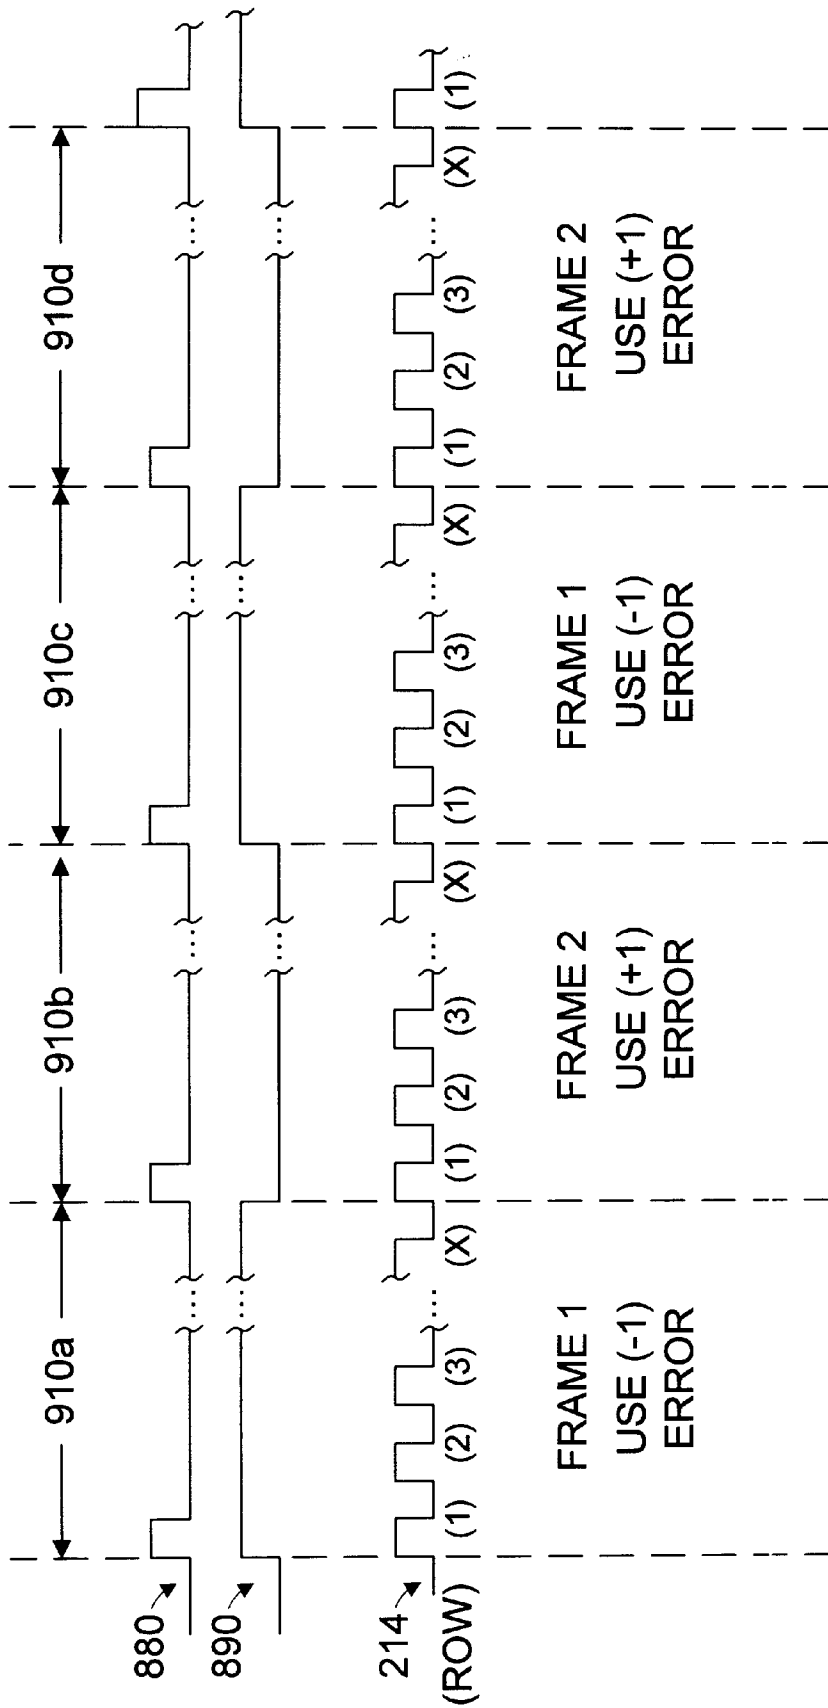 910a 910b 910c 910d
880
890
214
(ROW) (1) (2) (3) ... (X) (1) (2) (3) ... (X) (1) (2) (3) ... (X) (1) (2) (3) ... (X) (1)
FRAME 1
USE (-1)
ERROR
FRAME 2
USE (+1)
ERROR
FRAME 1
USE (-1)
ERROR
FRAME 2
USE (+1)
ERROR